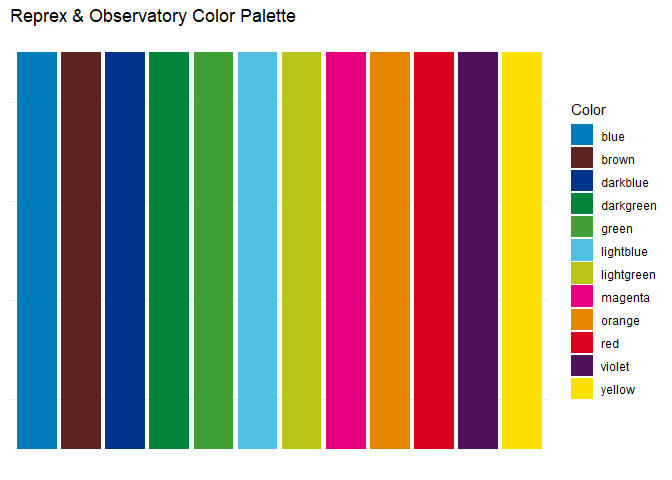 Reprex & Observatory Color Palette
Color
blue
brown
darkblue
darkgreen
green
lightblue
lightgreen
magenta
orange
red
violet
yellow